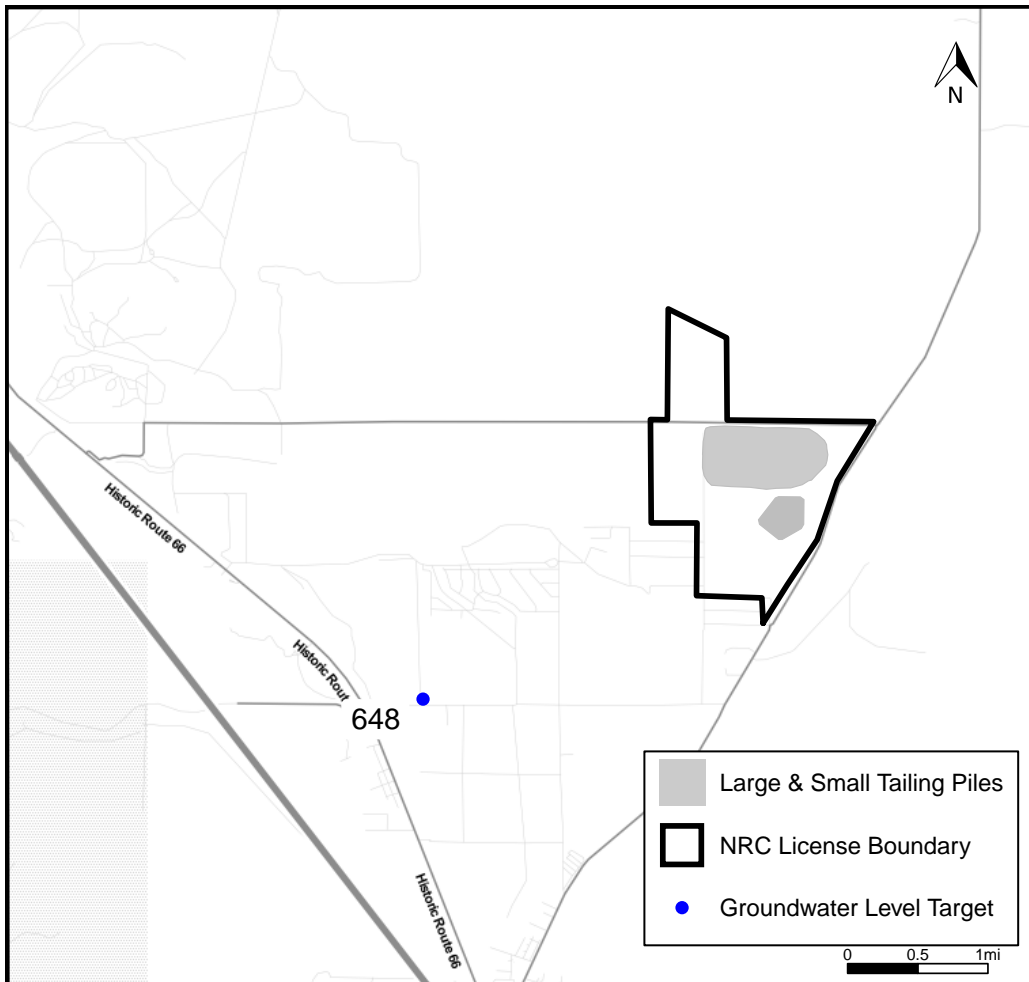 N
Historic Route 66
Historic Rout
648
Historic Route 66
Large & Small Tailing Piles
NRC License Boundary
Groundwater Level Target
0 0.5 1mi